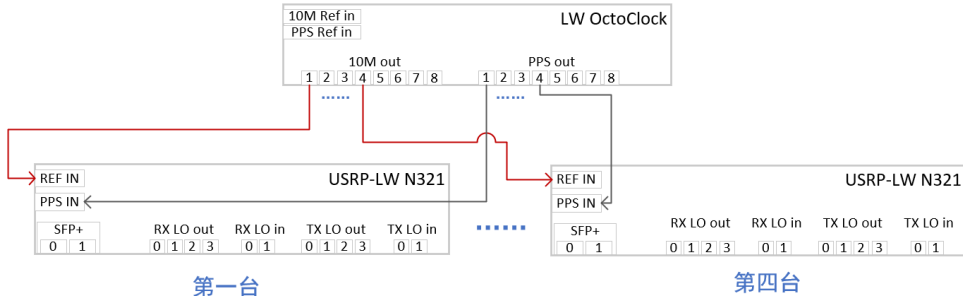 10M Ref in
LW OctoClock
PPS Ref in
10M out
PPS out
1 2 3 4 5 6 7 8
1 2 3 4 5 6 7 8
......
......
REF IN
USRP-LW N321
PPS IN
SFP+
RX LO out
RX LO in
TX LO out
TX LO in
0 1
0 1 2 3
0 1
0 1 2 3
0 1
第一台
......
REF IN
USRP-LW N321
PPS IN
SFP+
RX LO out
RX LO in
TX LO out
TX LO in
0 1
0 1 2 3
0 1
0 1 2 3
0 1
第四台